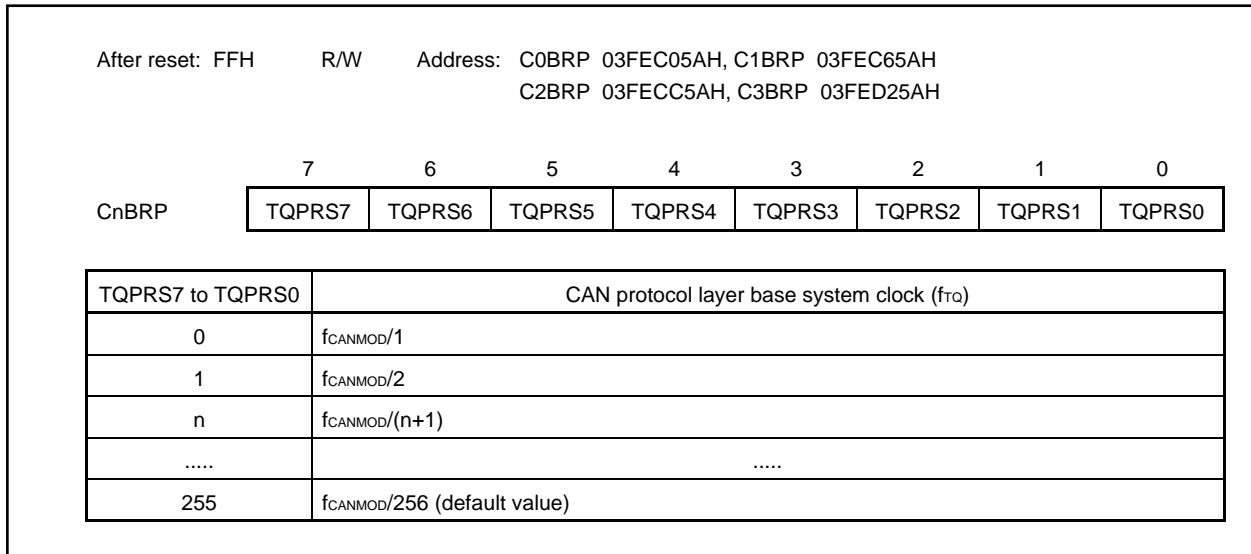 After reset: FFH R/W Address: C0BRP 03FEC05AH, C1BRP 03FEC65AH
C2BRP 03FECC5AH, C3BRP 03FED25AH
7 6 5 4 3 2 1 0
CnBRP TQPRS7 TQPRS6 TQPRS5 TQPRS4 TQPRS3 TQPRS2 TQPRS1 TQPRS0
TQPRS7 to TQPRS0 CAN protocol layer base system clock (fTQ)
0 fCANMOD/1
1 fCANMOD/2
n fCANMOD/(n+1)
..... .....
255 fCANMOD/256 (default value)